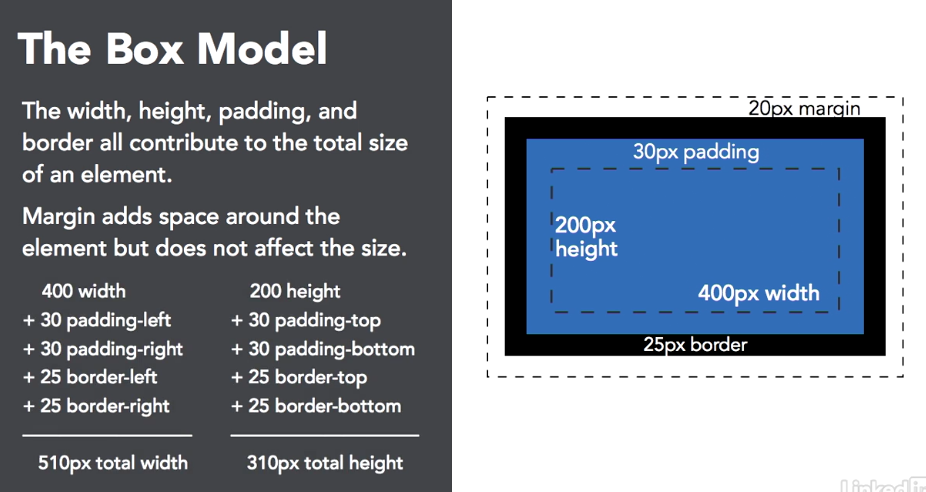 The Box Model
The width, height, padding, and
border all contribute to the total size
of an element.
Margin adds space around the
element but does not affect the size.
400 width
+ 30 padding-left
+ 30 padding-right
+ 25 border-left
+ 25 border-right
510px total width
200 height
+ 30 padding-top
+ 30 padding-bottom
+ 25 border-top
+ 25 border-bottom
310px total height
20px margin
30px padding
200px
height
400px width
25px border